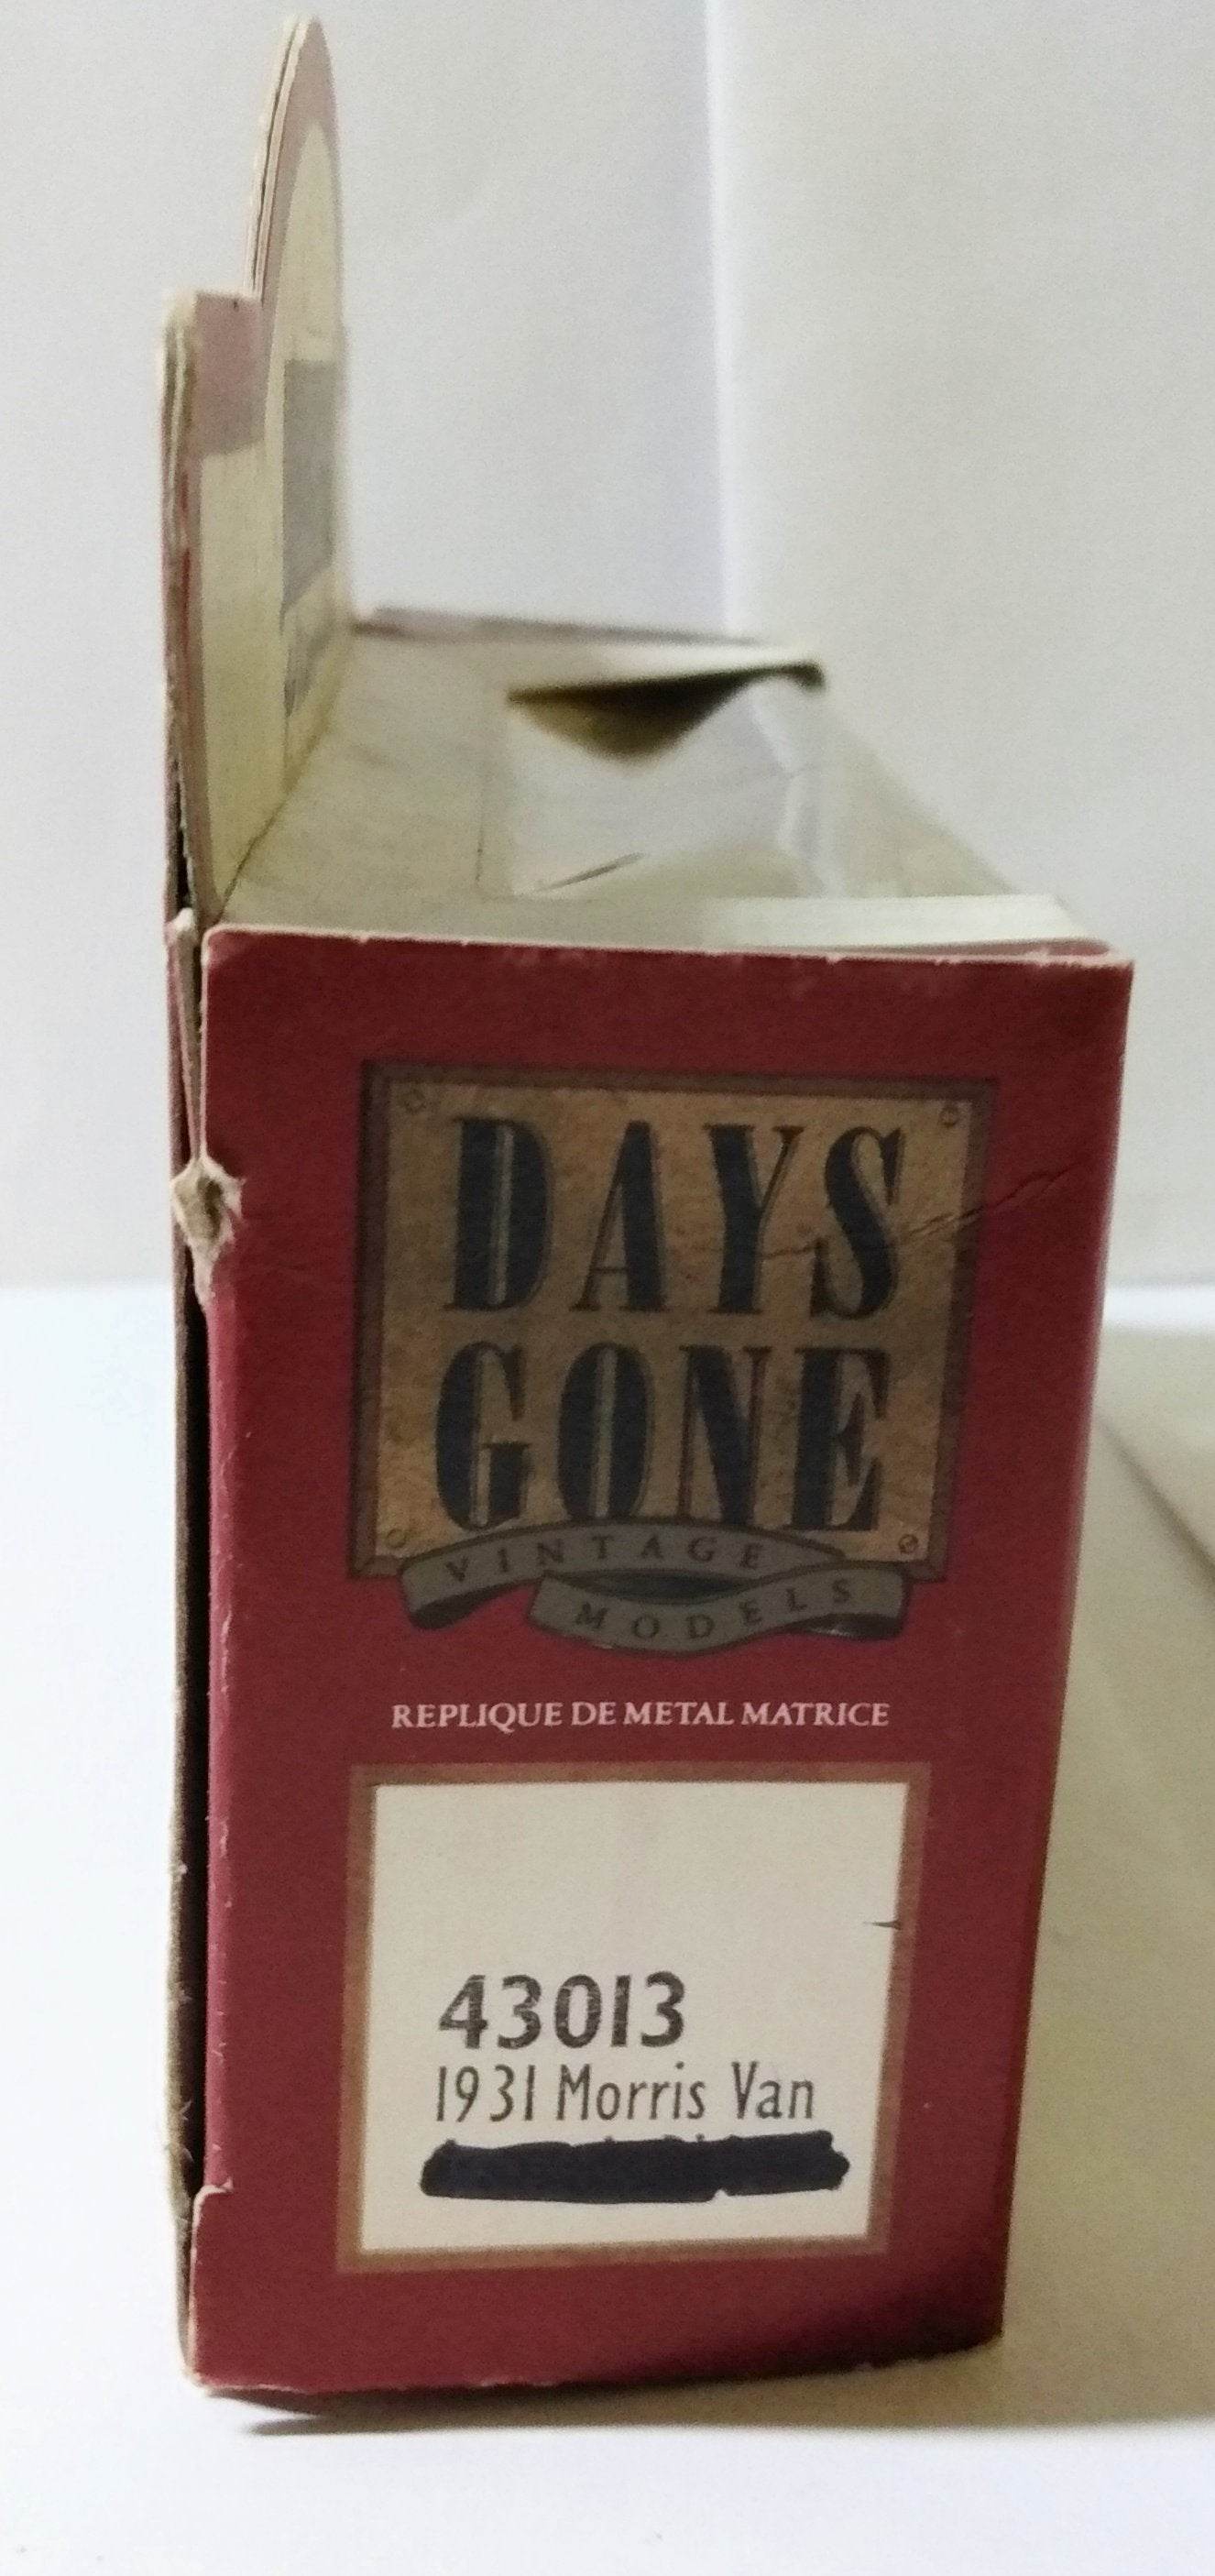 DAYS
GONE
VINTAGE
MODELS
REPLIQUE DE METAL MATRICE
43013
1931 Morris Van